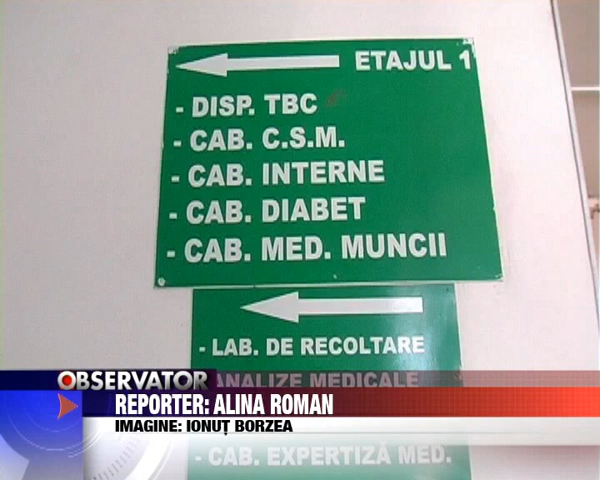 ETAJUL 1
- DISP. TBC
- CAB. C.S.M.
- CAB. INTERNE
- CAB. DIABET
- CAB. MED. MUNCII
- LAB. DE RECOLTARE
ANALIZE MEDICALE
OBSERVATOR
REPORTER: ALINA ROMAN
IMAGINE: IONUȚ BORZEA
- CAB. EXPERTIZĂ MED.